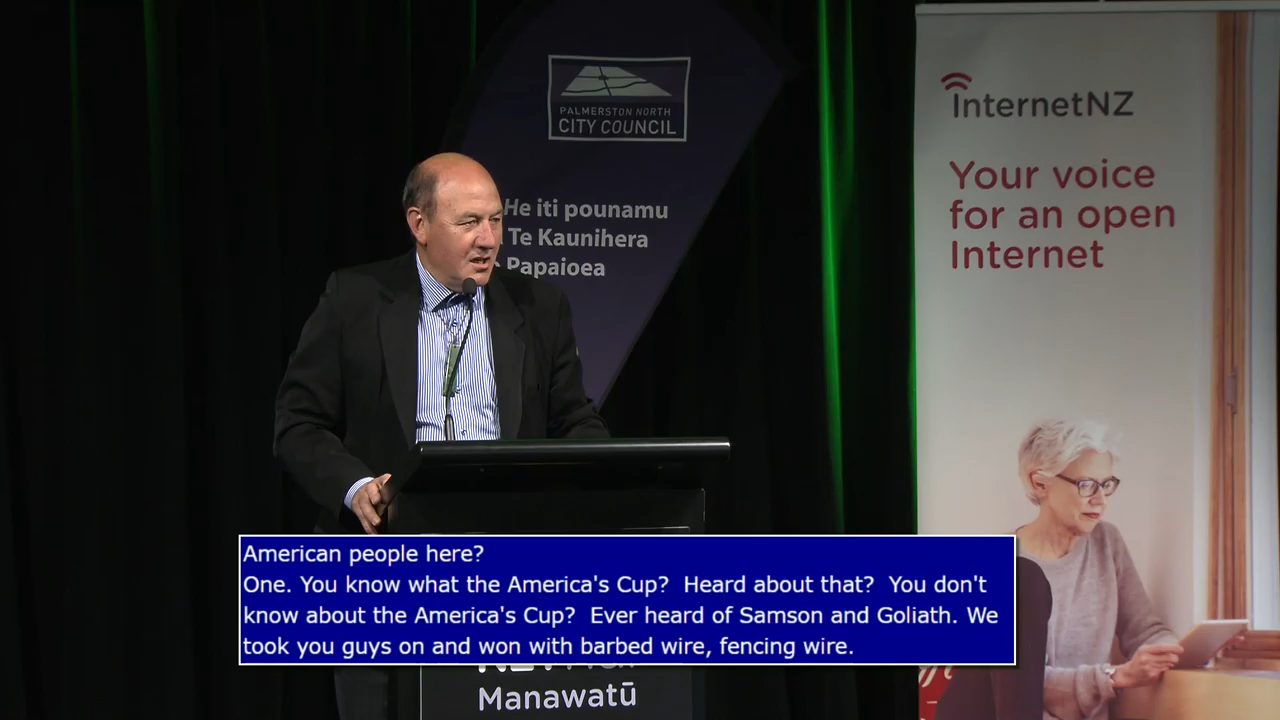 PALMERSTON NORTH
CITY COUNCIL
He iti pounamu
Te Kaunihera
Papaioea
InternetNZ
Your voice
for an open
Internet
American people here?
One. You know what the America's Cup?  Heard about that?  You don't
know about the America's Cup?  Ever heard of Samson and Goliath. We
took you guys on and won with barbed wire, fencing wire.
Manawatū